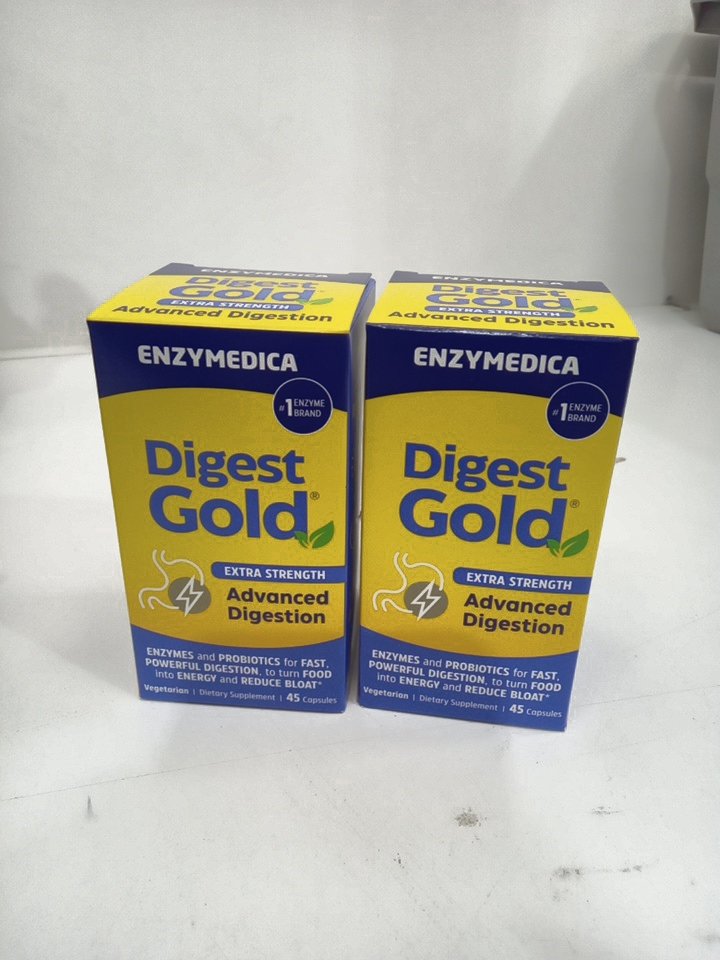 ENZYMEDICA
Digest
Gold
EXTRA STRENGTH
Advanced Digestion
ENZYMEDICA
#1 ENZYME
BRAND
Digest
Gold®
EXTRA STRENGTH
Advanced
Digestion
ENZYMES and PROBIOTICS for FAST,
POWERFUL DIGESTION, to turn FOOD
into ENERGY and REDUCE BLOAT*
Vegetarian | Dietary Supplement | 45 Capsules
ENZYMEDICA
Digest
Gold
EXTRA STRENGTH
Advanced Digestion
ENZYMEDICA
#1 ENZYME
BRAND
Digest
Gold®
EXTRA STRENGTH
Advanced
Digestion
ENZYMES and PROBIOTICS for FAST,
POWERFUL DIGESTION, to turn FOOD
into ENERGY and REDUCE BLOAT*
Vegetarian | Dietary Supplement | 45 Capsules